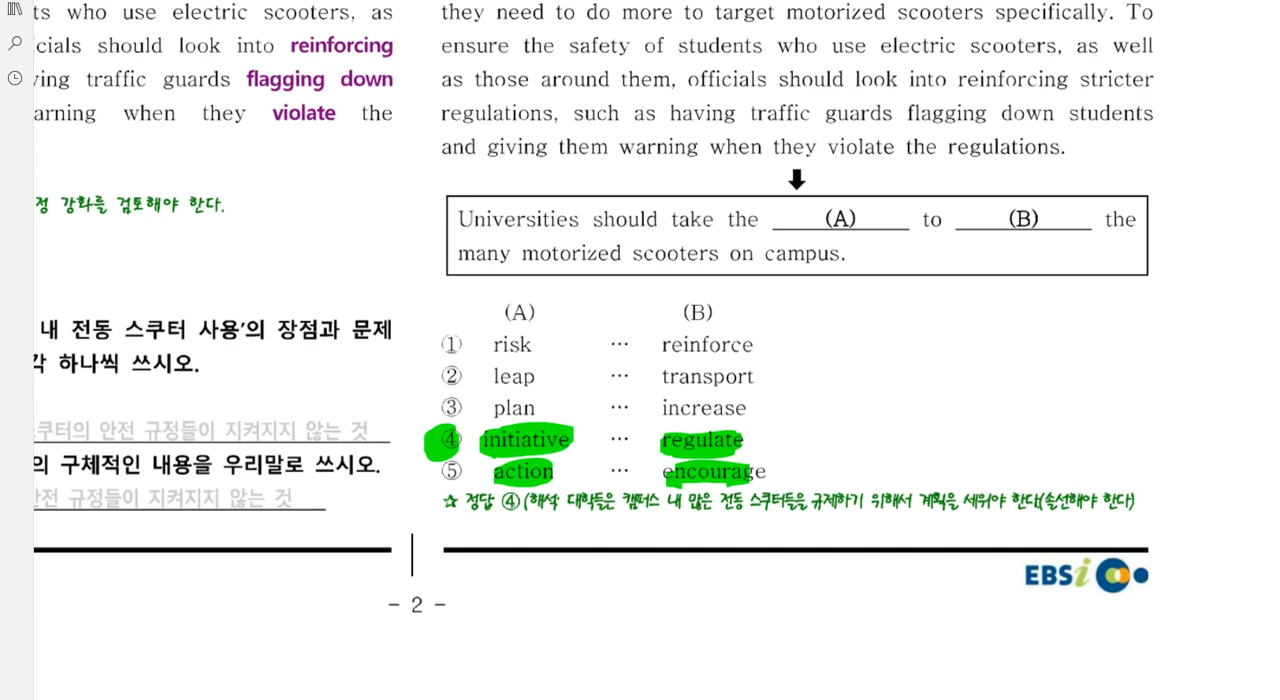 ts who use electric scooters, as
cials should look into reinforcing
ving traffic guards flagging down
arning when they violate the
정 강화를 검토해야 한다.
내 전동 스쿠터 사용’의 장점과 문제
각 하나씩 쓰시오.
스쿠터의 안전 규정들이 지켜지지 않는 것
의 구체적인 내용을 우리말로 쓰시오.
안전 규정들이 지켜지지 않는 것
they need to do more to target motorized scooters specifically. To
ensure the safety of students who use electric scooters, as well
as those around them, officials should look into reinforcing stricter
regulations, such as having traffic guards flagging down students
and giving them warning when they violate the regulations.
Universities should take the (A) to (B) the
many motorized scooters on campus.
(A) (B)
① risk … reinforce
② leap … transport
③ plan … increase
④ initiative … regulate
⑤ action … encourage
☆ 정답 ④ (해석: 대학들은 캠퍼스 내 많은 전동 스쿠터들을 규제하기 위해서 계획을 세워야 한다(솔선해야 한다)
EBSi
- 2 -